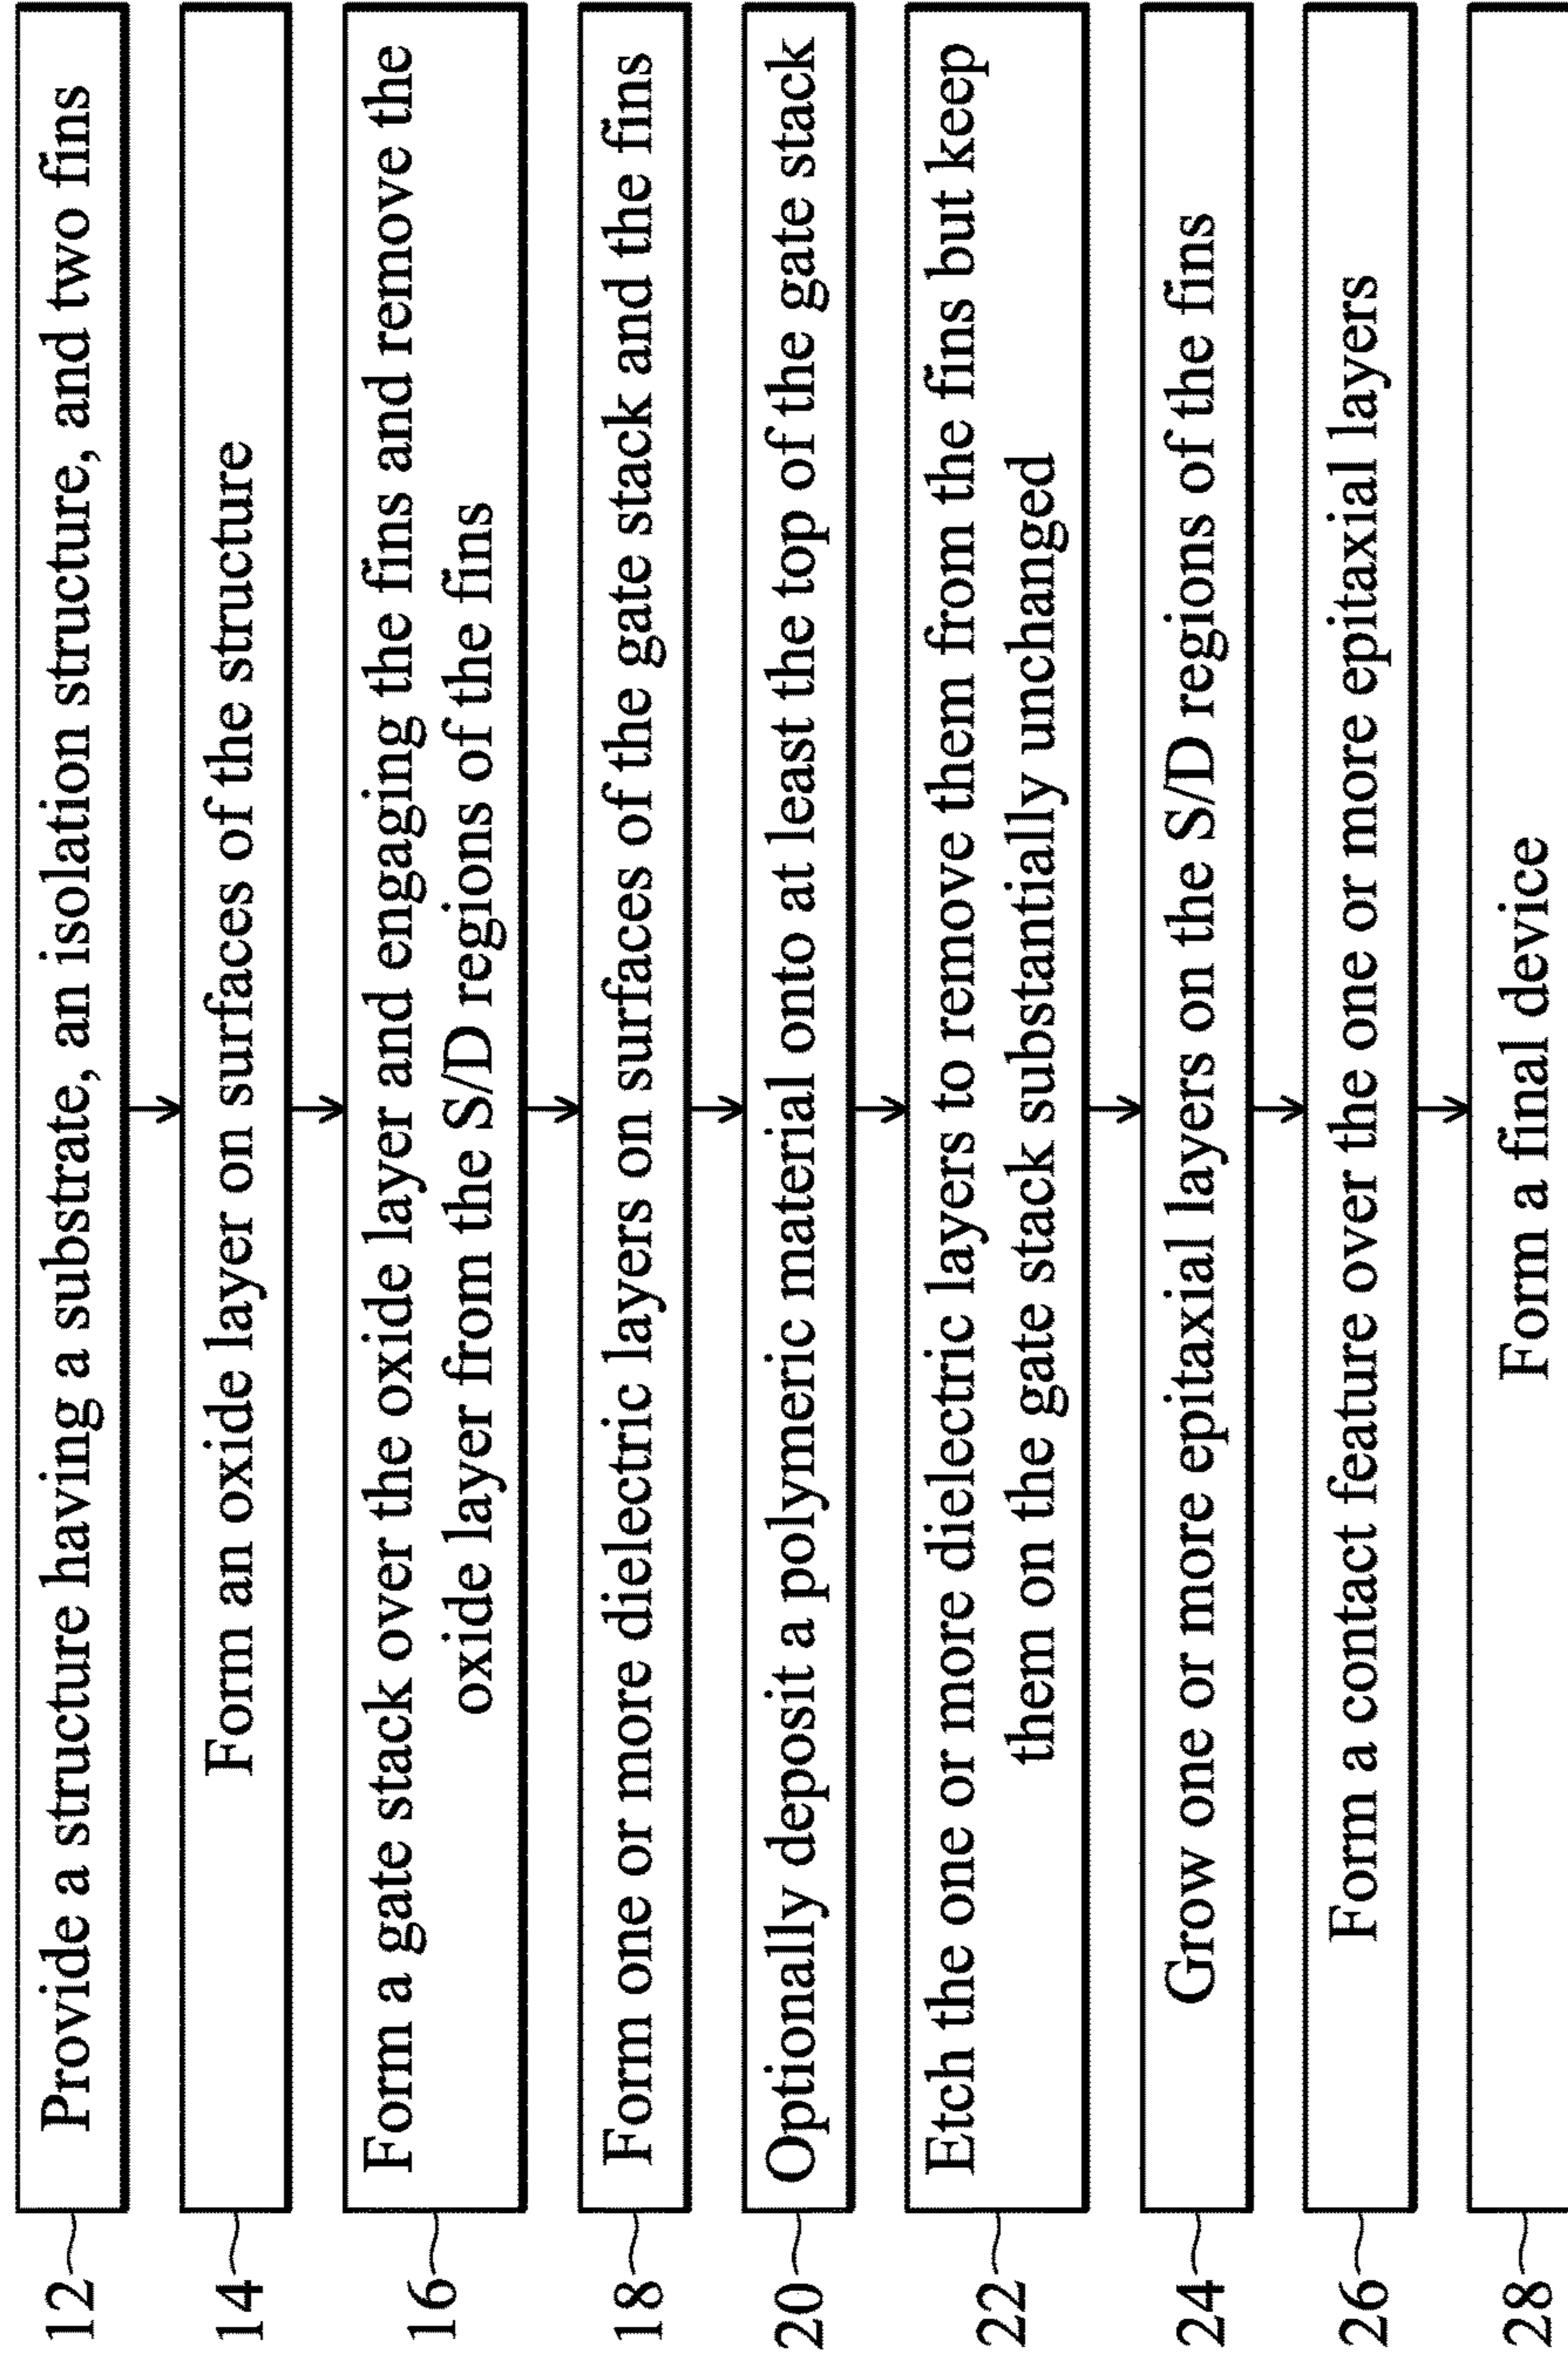 12 Provide a structure having a substrate, an isolation structure, and two fins
14 Form an oxide layer on surfaces of the structure
16 Form a gate stack over the oxide layer and engaging the fins and remove the
oxide layer from the S/D regions of the fins
18 Form one or more dielectric layers on surfaces of the gate stack and the fins
20 Optionally deposit a polymeric material onto at least the top of the gate stack
22 Etch the one or more dielectric layers to remove them from the fins but keep
them on the gate stack substantially unchanged
24 Grow one or more epitaxial layers on the S/D regions of the fins
26 Form a contact feature over the one or more epitaxial layers
28 Form a final device